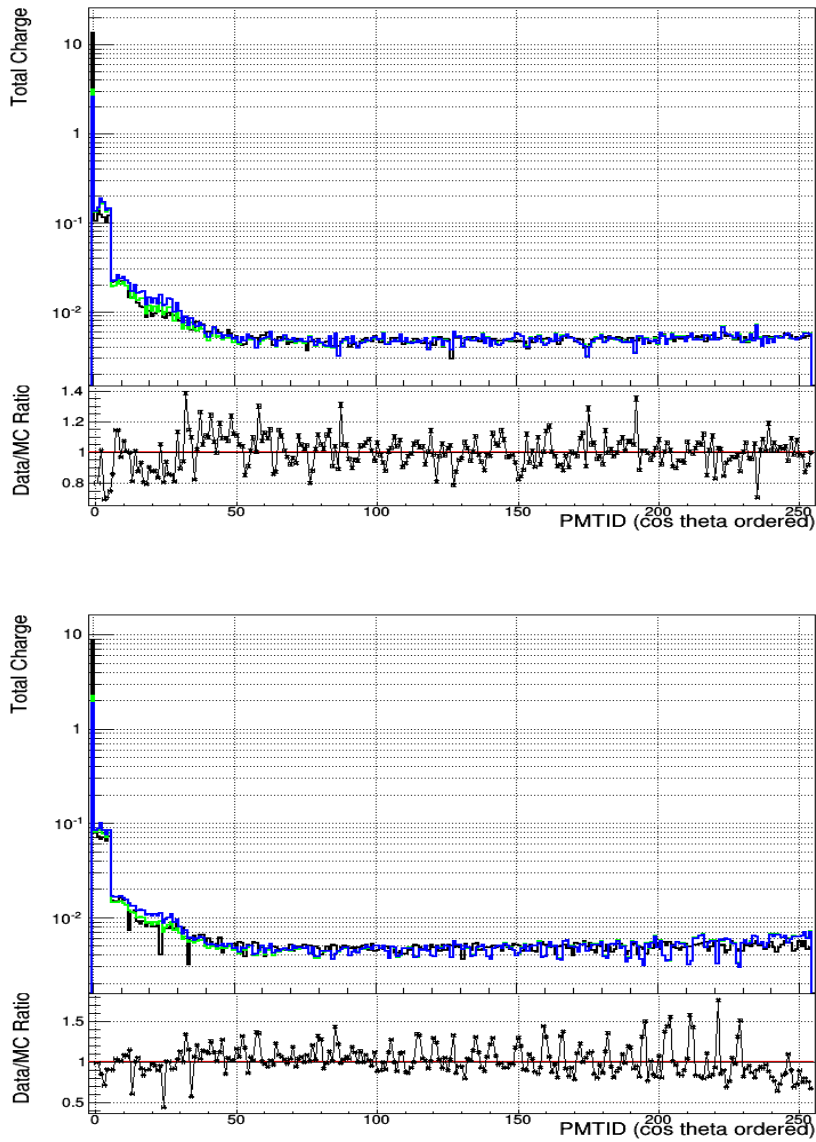 Total Charge
10
1
10-1
10-2
Data/MC Ratio
1.4
1.2
1
0.8
0 50 100 150 200 250
PMTID (cos theta ordered)
Total Charge
10
1
10-1
10-2
Data/MC Ratio
1.5
1
0.5
0 50 100 150 200 250
PMTID (cos theta ordered)